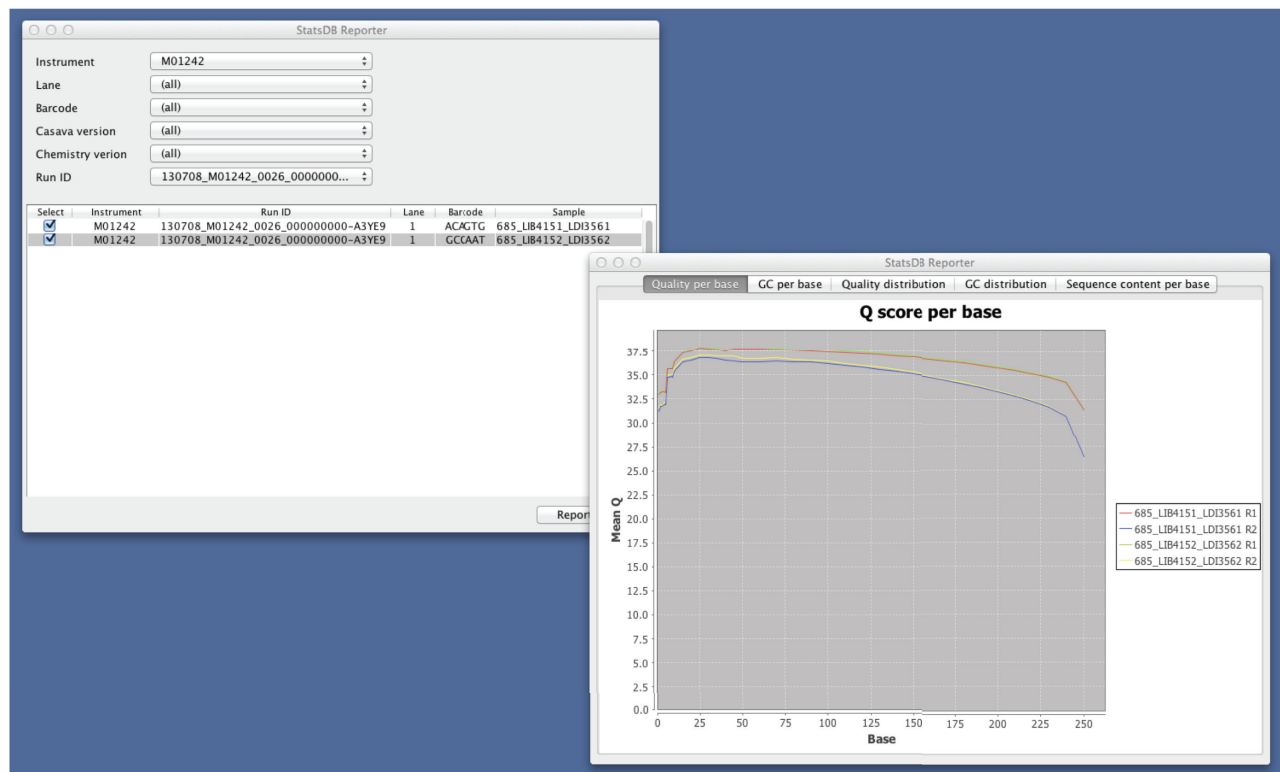 StatsDB Reporter
Instrument M01242
Lane (all)
Barcode (all)
Casava version (all)
Chemistry verion (all)
Run ID 130708_M01242_0026_0000000...
Select Instrument Run ID Lane Barcode Sample
M01242 130708_M01242_0026_000000000-A3YE9 1 ACAGTG 685_LIB4151_LDI3561
M01242 130708_M01242_0026_000000000-A3YE9 1 GCCAAT 685_LIB4152_LDI3562
Report
StatsDB Reporter
Quality per base GC per base Quality distribution GC distribution Sequence content per base
Q score per base
37.5
35.0
32.5
30.0
27.5
25.0
22.5
20.0
17.5
15.0
12.5
10.0
7.5
5.0
2.5
0.0
Mean Q
0 25 50 75 100 125 150 175 200 225 250
Base
685_LIB4151_LDI3561 R1
685_LIB4151_LDI3561 R2
685_LIB4152_LDI3562 R1
685_LIB4152_LDI3562 R2